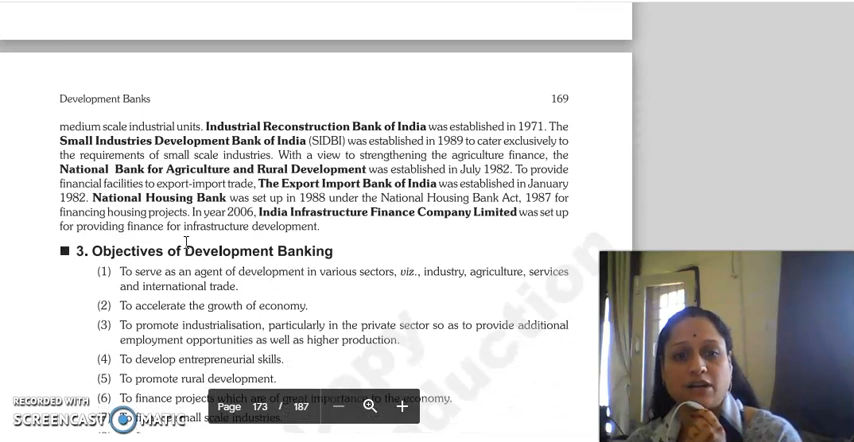 Development Banks 169
medium scale industrial units. Industrial Reconstruction Bank of India was established in 1971. The
Small Industries Development Bank of India (SIDBI) was established in 1989 to cater exclusively to
the requirements of small scale industries. With a view to strengthening the agriculture finance, the
National Bank for Agriculture and Rural Development was established in July 1982. To provide
financial facilities to export-import trade, The Export Import Bank of India was established in January
1982. National Housing Bank was set up in 1988 under the National Housing Bank Act, 1987 for
financing housing projects. In year 2006, India Infrastructure Finance Company Limited was set up
for providing finance for infrastructure development.
■ 3. Objectives of Development Banking
(1) To serve as an agent of development in various sectors, viz., industry, agriculture, services
and international trade.
(2) To accelerate the growth of economy.
(3) To promote industrialisation, particularly in the private sector so as to provide additional
employment opportunities as well as higher production.
(4) To develop entrepreneurial skills.
(5) To promote rural development.
(6) To finance projects which are of great importance to the economy.
(7) To small scale industries.
Page 173 / 187
RECORDED WITH
SCREENCAST MATIC